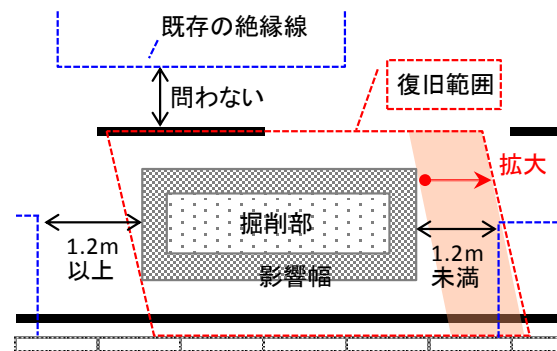 既存の絶縁線
問わない
復旧範囲
拡大
掘削部
影響幅
1.2m
以上
1.2m
未満